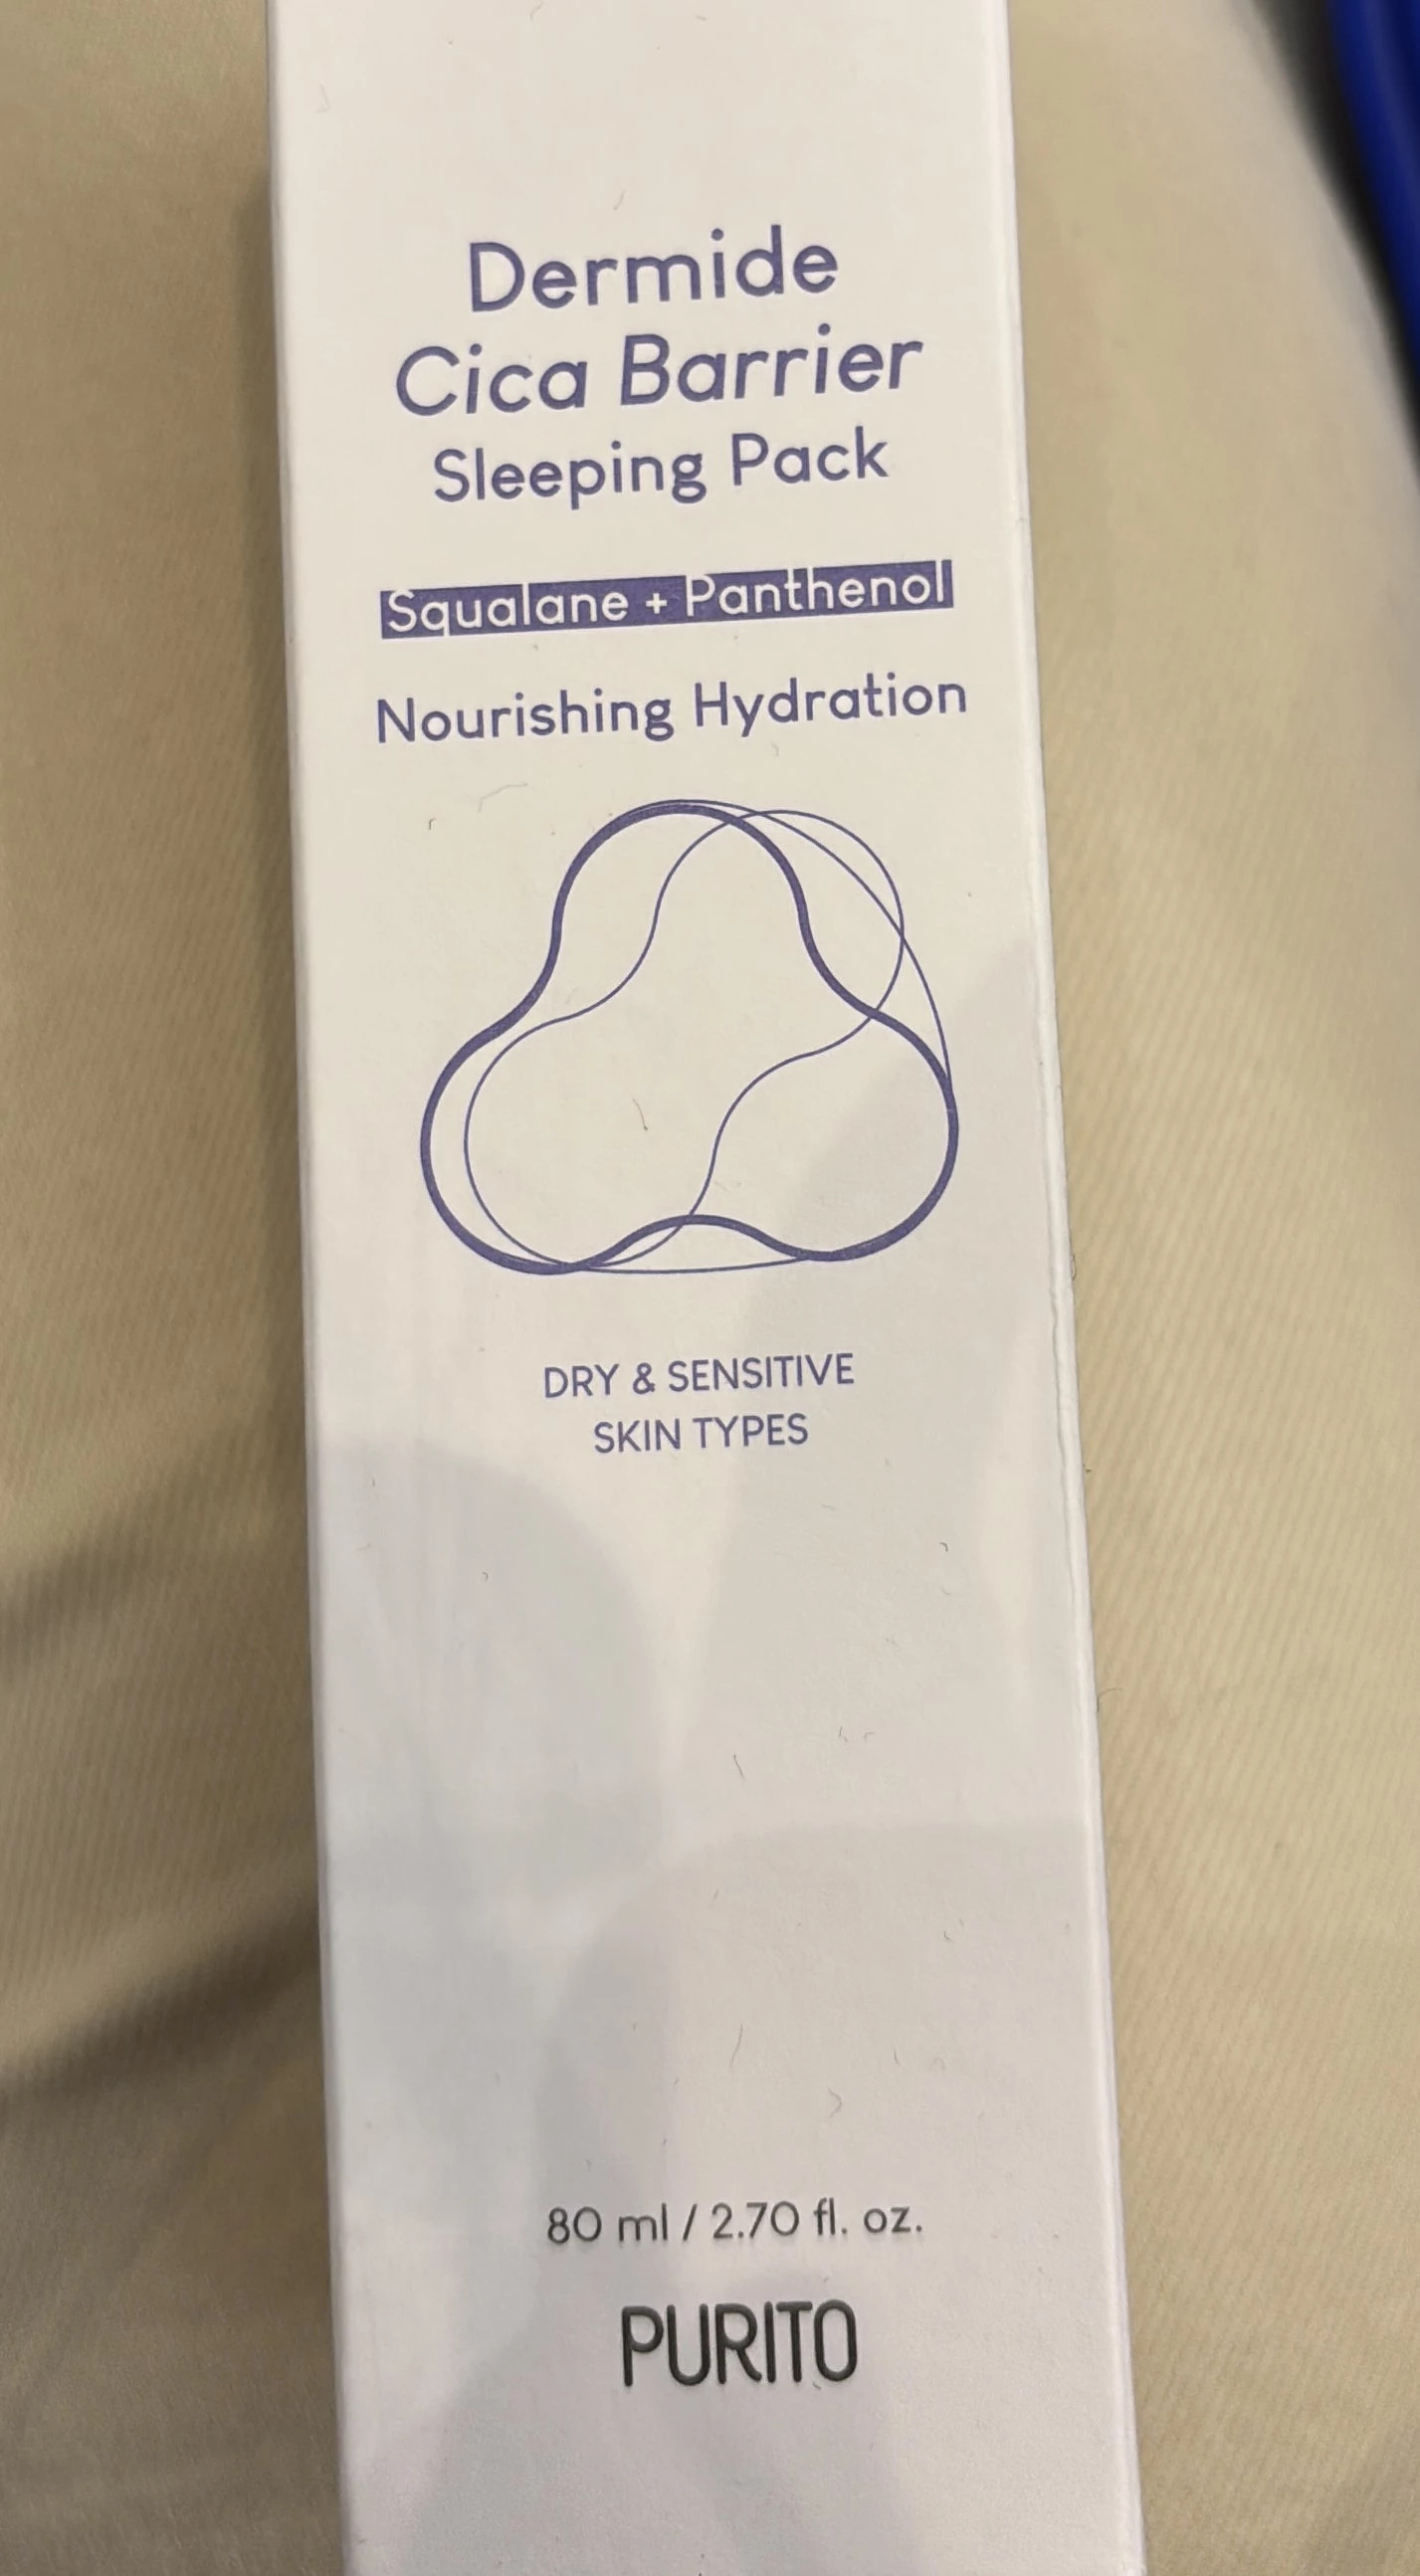 Dermide
Cica Barrier
Sleeping Pack
Squalane + Panthenol
Nourishing Hydration
DRY & SENSITIVE
SKIN TYPES
80 ml / 2.70 fl. oz.
PURITO